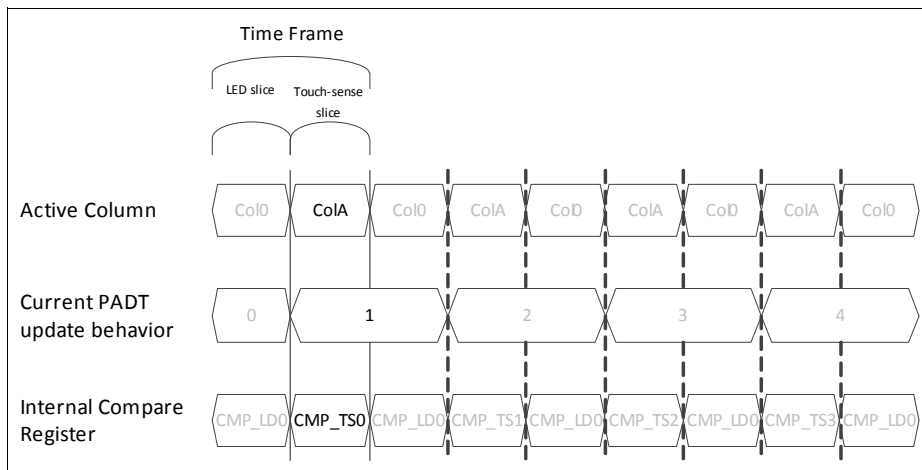 Time Frame
LED slice
Touch-sense
slice
Active Column
Col0 ColA Col0 ColA Col0 ColA Col0 ColA Col0
Current PADT
update behavior
0 1 2 3 4
Internal Compare
Register
CMP_LD0 CMP_TS0 CMP_LD0 CMP_TS1 CMP_LD0 CMP_TS2 CMP_LD0 CMP_TS3 CMP_LD0